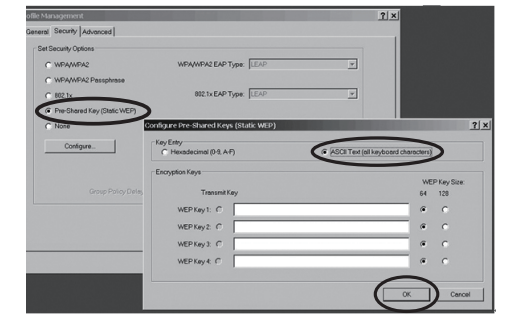 ofile Management
General Security Advanced
Set Security Options
WPA/WPA2
WPA/WPA2 EAP Type: LEAP
WPA/WPA2 Passphrase
802.1x
802.1x EAP Type: LEAP
Pre-Shared Key (Static WEP)
None
Configure...
Group Policy Delay
Configure Pre-Shared Keys (Static WEP)
Key Entry
Hexadecimal (0-9, A-F)
ASCII Text (all keyboard characters)
Encryption Keys
WEP Key Size:
Transmit Key
64 128
WEP Key 1:
WEP Key 2:
WEP Key 3:
WEP Key 4:
OK Cancel